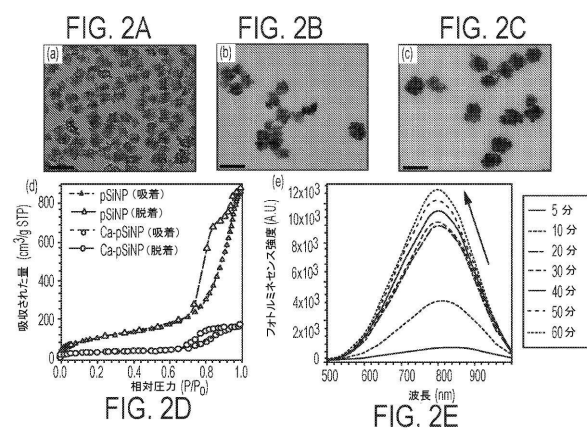 FIG. 2A
FIG. 2B
FIG. 2C
(a)
(b)
(c)
(d)
pSiNP (吸着)
pSiNP (脱着)
Ca-pSiNP (吸着)
Ca-pSiNP (脱着)
吸収された量 (cm³/g STP)
800
600
400
200
0
0.0
0.2
0.4
0.6
0.8
1.0
相対圧力 (P/P₀)
FIG. 2D
(e)
フォトルミネセンス強度 (A.U.)
12x10³
10x10³
8x10³
6x10³
4x10³
2x10³
0
500
600
700
800
900
波長 (nm)
FIG. 2E
5 分
10 分
20 分
30 分
40 分
50 分
60 分